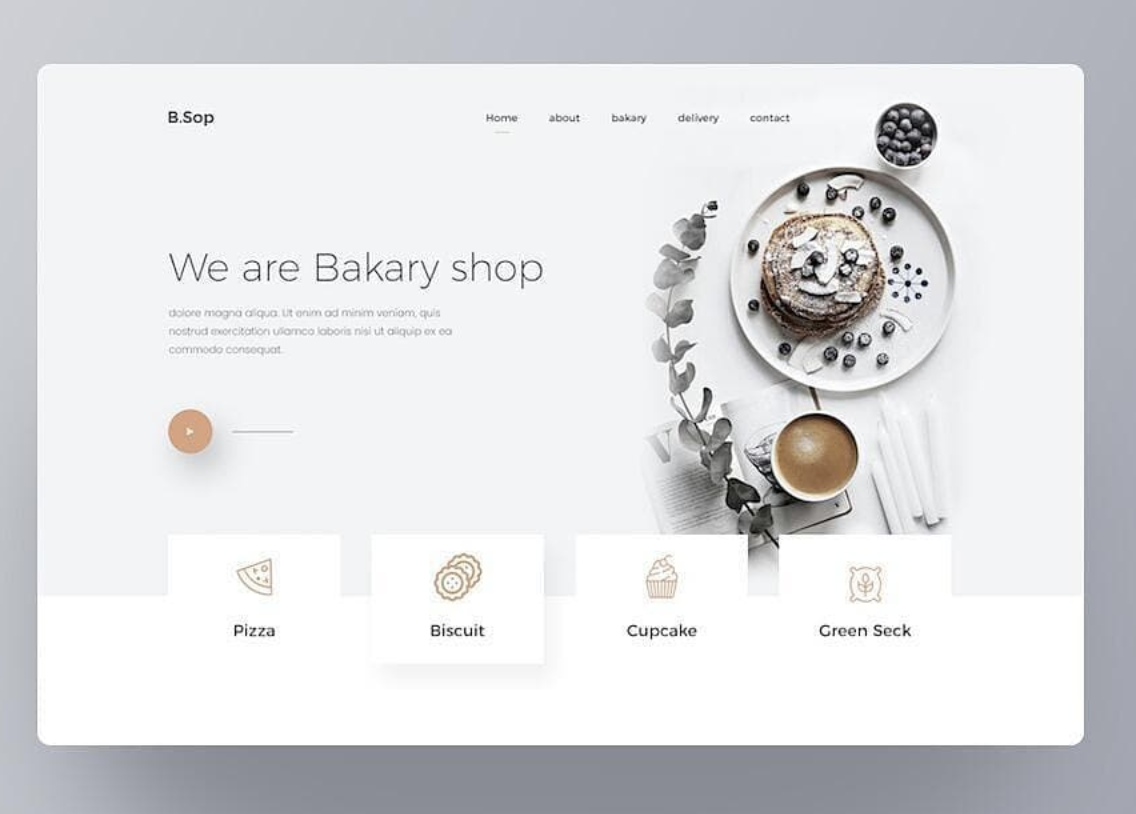 B.Sop
Home about bakary delivery contact
We are Bakary shop
dolore magna aliqua. Ut enim ad minim veniam, quis
nostrud exercitation ullamco laboris nisi ut aliquip ex ea
commodo consequat.
Pizza
Biscuit
Cupcake
Green Seck